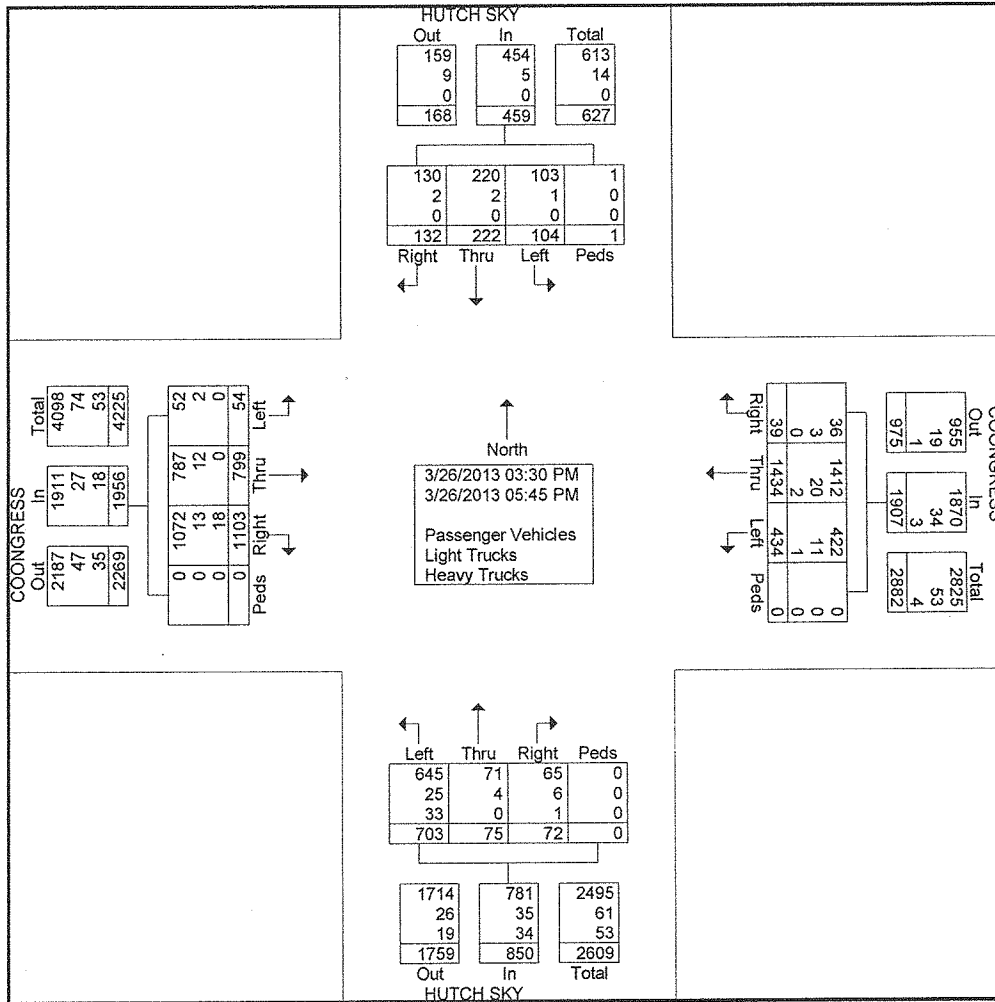 HUTCH SKY
Out In Total
159 454 613
9 5 14
0 0 0
168 459 627
130 220 103 1
2 2 1 0
0 0 0 0
132 222 104 1
Right Thru Left Peds
COONGRESS
Total In Out
4098 1911 2187
74 27 47
53 18 35
4225 1956 2269
Left Thru Right Peds
52 787 1072 0
2 12 13 0
0 0 18 0
54 799 1103 0
North
3/26/2013 03:30 PM
3/26/2013 05:45 PM
Passenger Vehicles
Light Trucks
Heavy Trucks
Right Thru Left Peds
36 1412 422 0
3 20 11 0
0 2 1 0
39 1434 434 0
COONGRESS
Out In Total
955 1870 2825
19 34 53
1 3 4
975 1907 2882
Left Thru Right Peds
645 71 65 0
25 4 6 0
33 0 1 0
703 75 72 0
1714 781 2495
26 35 61
19 34 53
1759 850 2609
Out In Total
HUTCH SKY